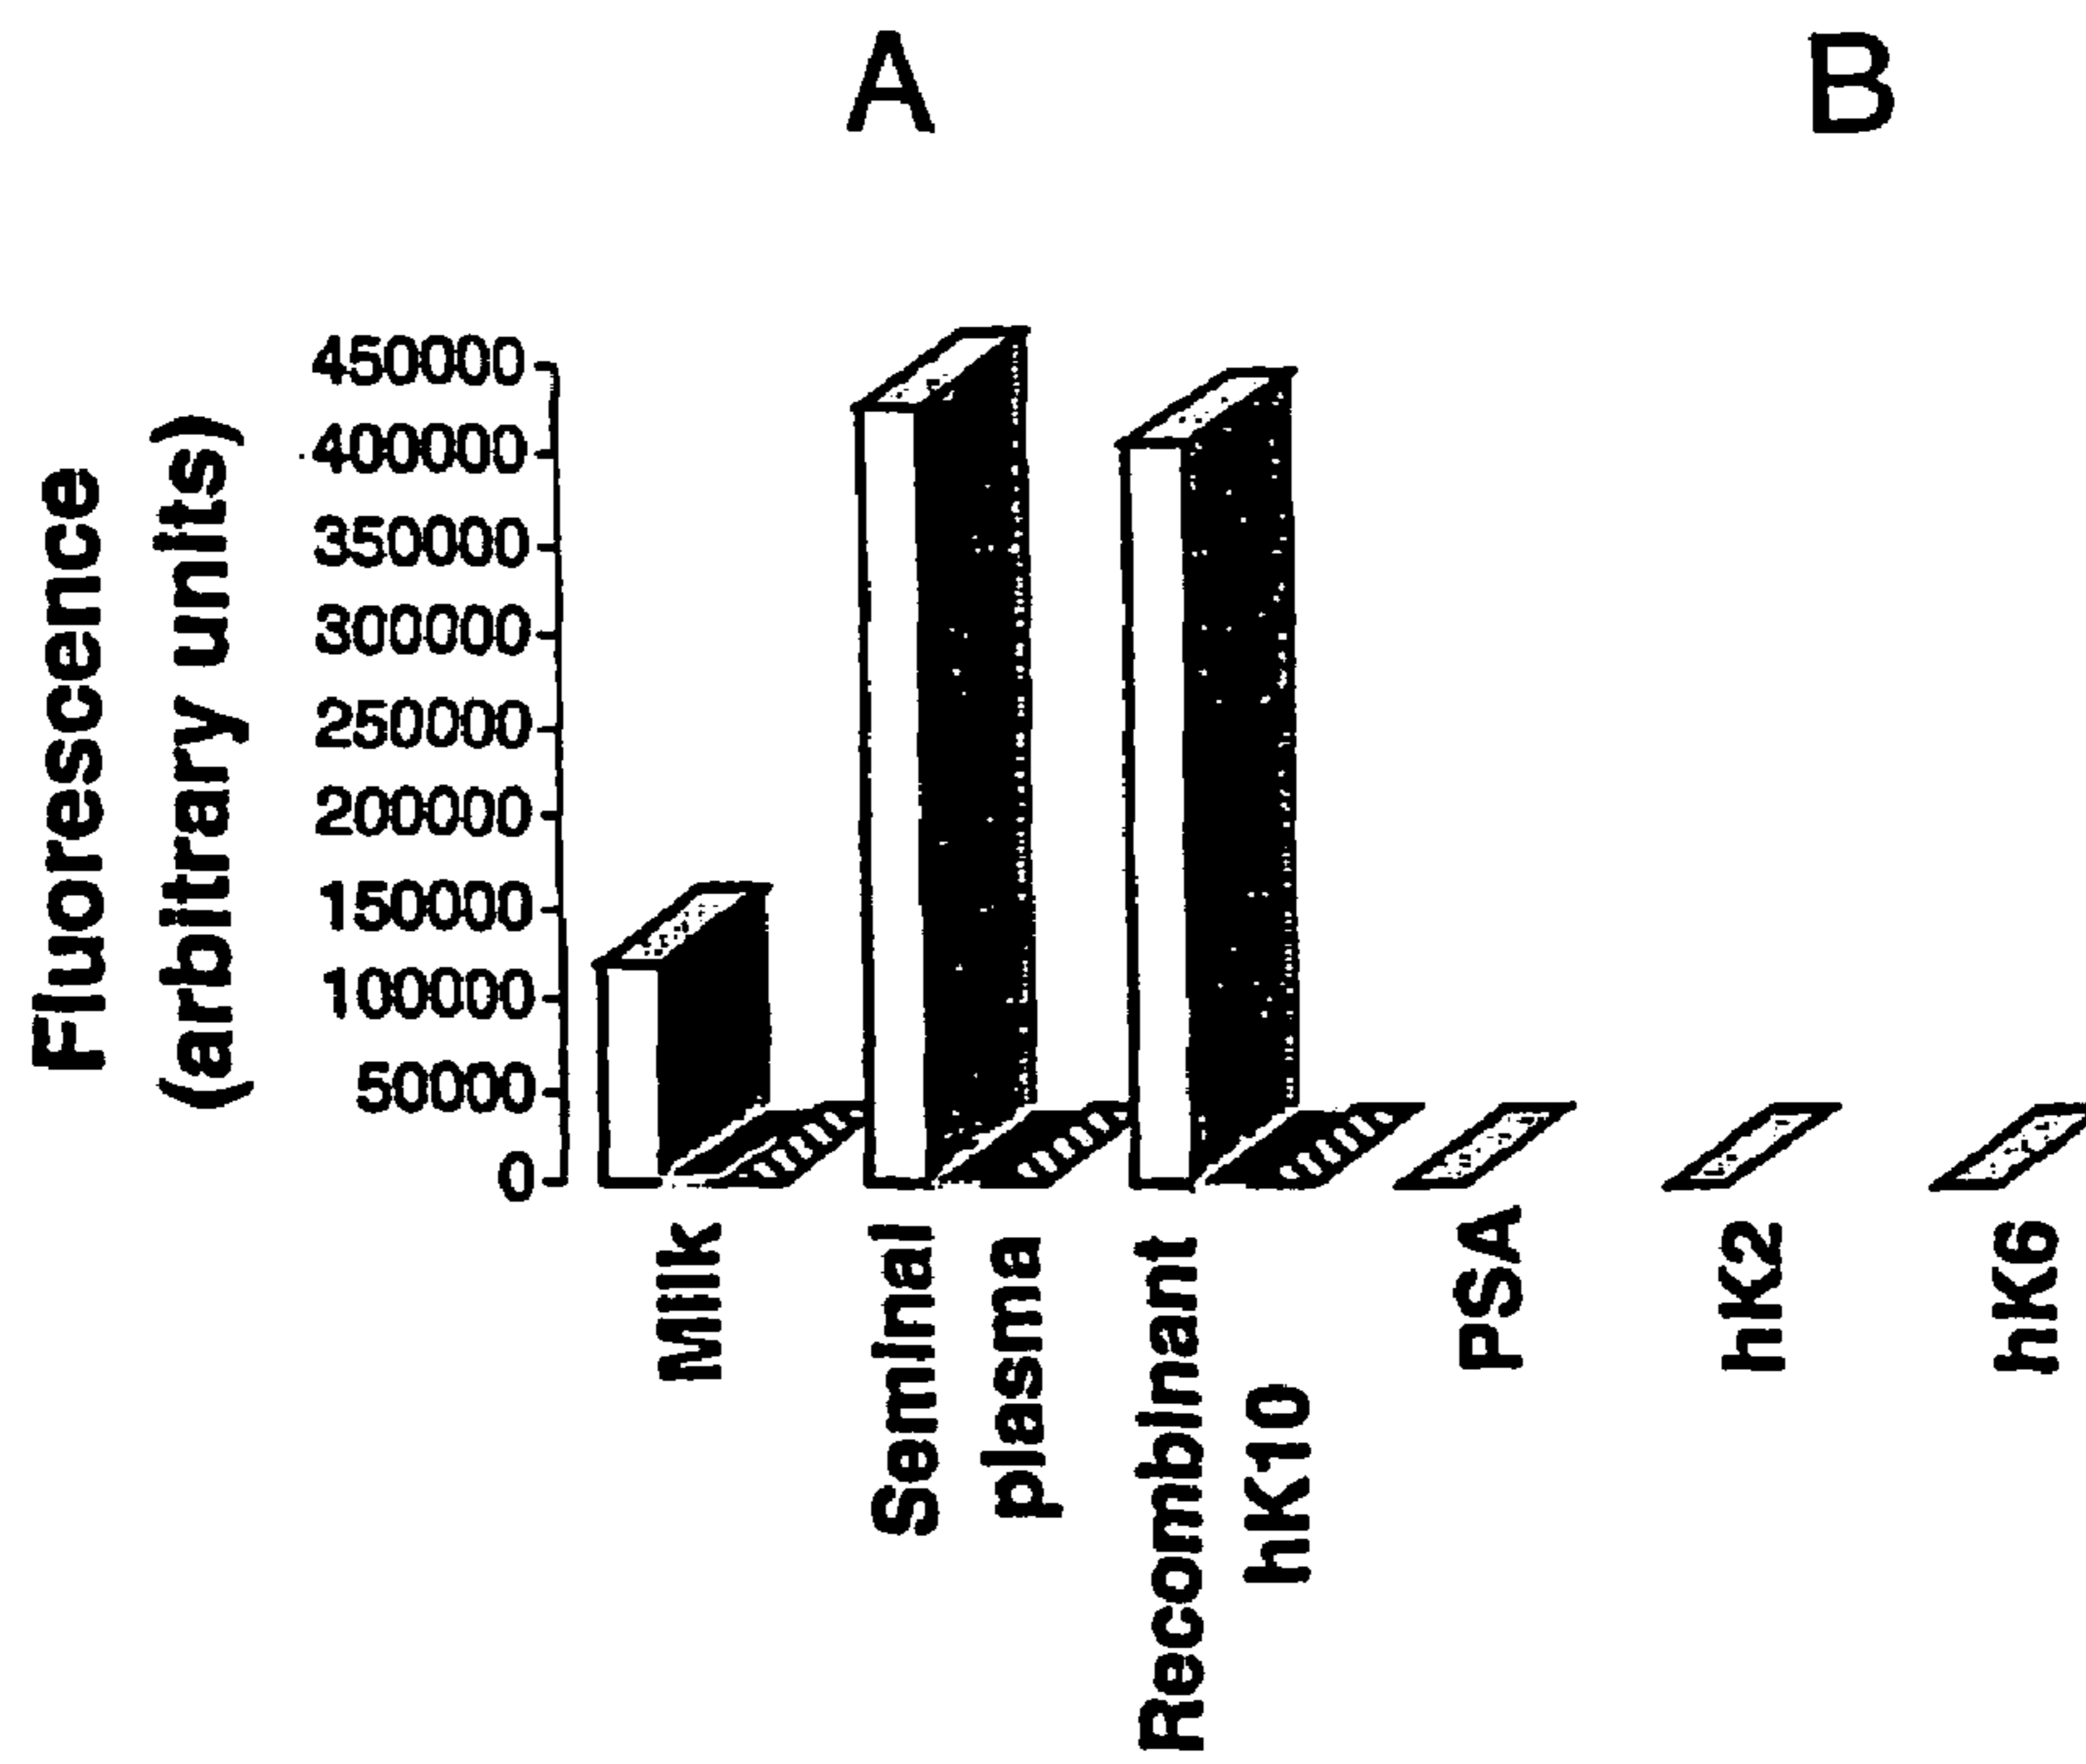 A
B
Fluorescence
(arbitrary units)
450000
400000
350000
300000
250000
200000
150000
100000
50000
0
Milk
Seminal
plasma
Recombinant
hK10
PSA
hK2
hK6